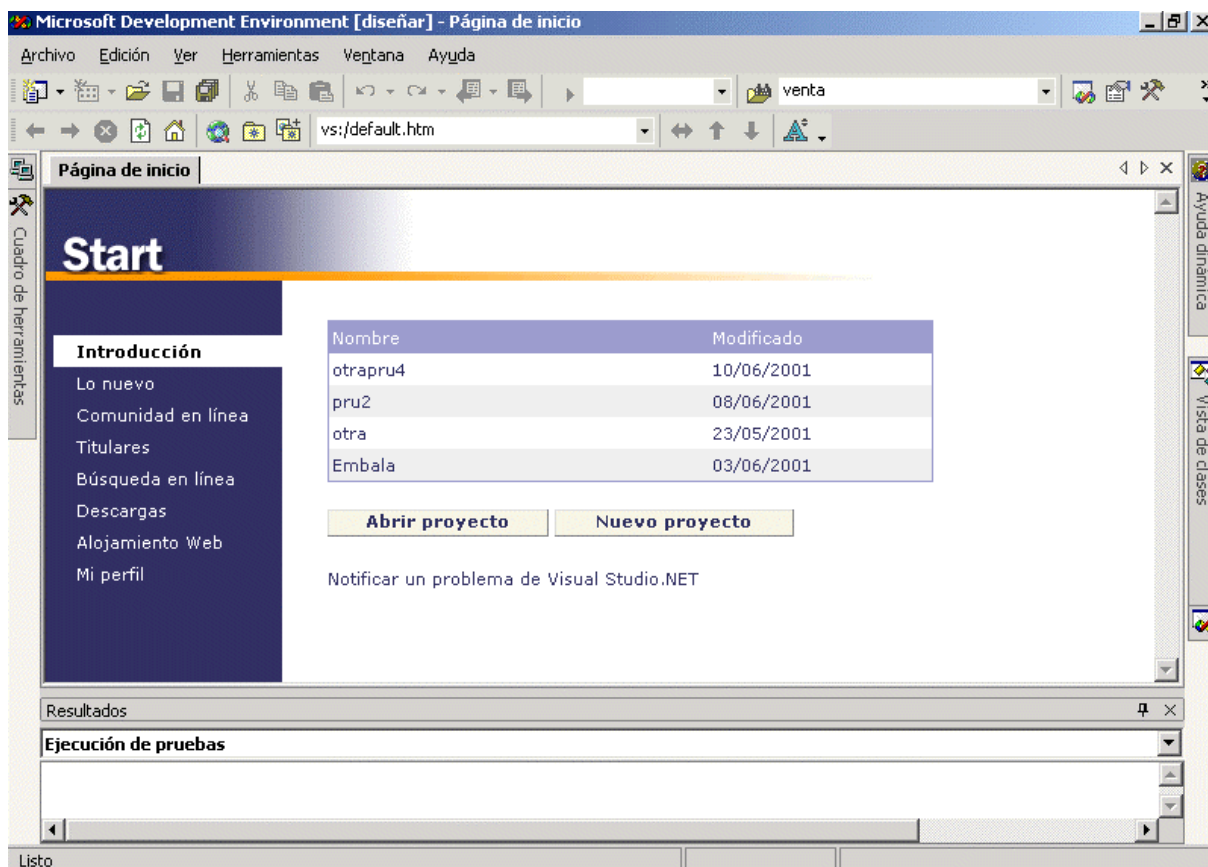 Microsoft Development Environment [diseñar] - Página de inicio
Archivo Edición Ver Herramientas Ventana Ayuda
venta
vs:/default.htm
Página de inicio
Cuadro de herramientas
Start
Introducción
Lo nuevo
Comunidad en línea
Titulares
Búsqueda en línea
Descargas
Alojamiento Web
Mi perfil
Nombre Modificado
otrapru4 10/06/2001
pru2 08/06/2001
otra 23/05/2001
Embala 03/06/2001
Abrir proyecto Nuevo proyecto
Notificar un problema de Visual Studio.NET
Ayuda dinámica
Vista de clases
Resultados
Ejecución de pruebas
Listo